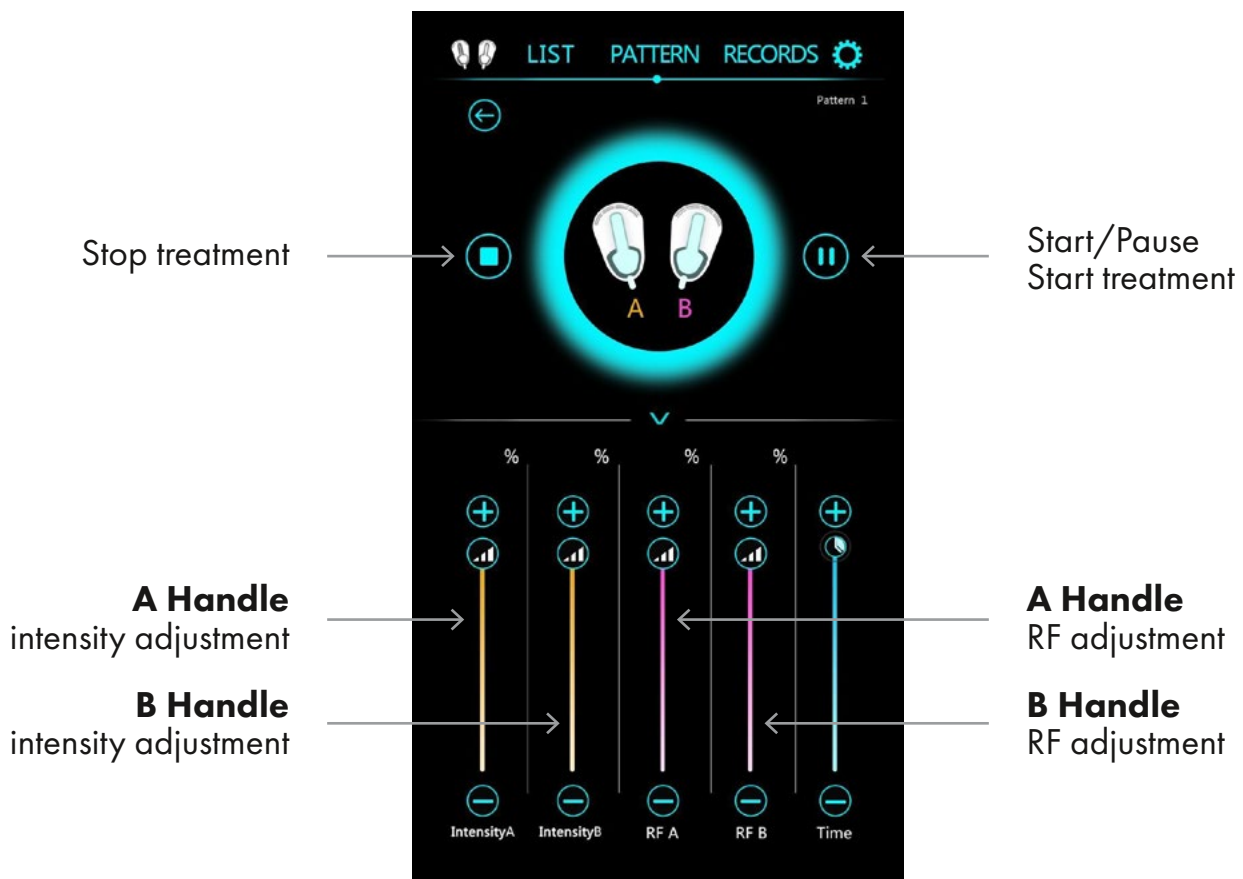 LIST PATTERN RECORDS
Pattern 1
Stop treatment
Start/Pause
Start treatment
A B
% % % %
A Handle
intensity adjustment
B Handle
intensity adjustment
A Handle
RF adjustment
B Handle
RF adjustment
IntensityA IntensityB RF A RF B Time